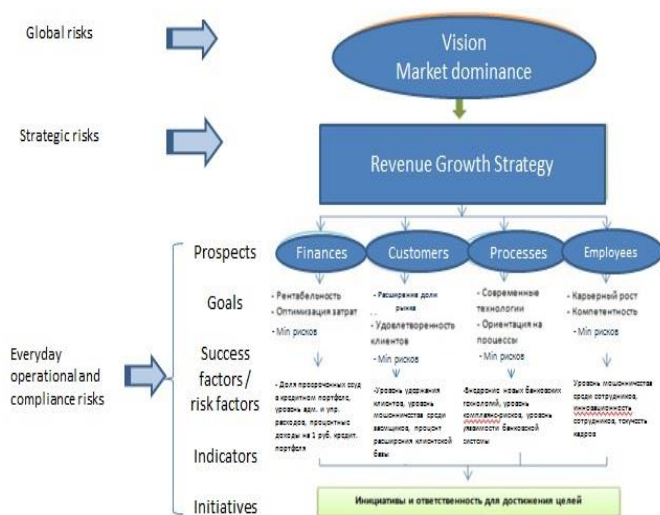 Global risks
Vision
Market dominance
Strategic risks
Revenue Growth Strategy
Prospects
Finances
Customers
Processes
Employees
Goals
- Рентабельность
- Оптимизация затрат
- Min рисков
- Расширение доли
рынка
- Удовлетворенность
клиентов
- Min рисков
- Современные
технологии
- Ориентация на
процессы
- Min рисков
- Карьерный рост
- Компетентность
- Min рисков
Everyday
operational and
compliance risks
Success
factors /
risk factors
- Доля просроченных ссуд
в кредитном портфеле,
уровень адм. и упр.
расходов, процентные
доходы на 1 руб. кредит.
портфеля
-Уровень удержания
клиентов, уровень
мошенничества среди
заемщиков, процент
расширения клиентской
базы
-Внедрение новых банковских
технологий, уровень
комплаенс-рисков, уровень
уязвимости банковской
системы
Уровень мошенничества
среди сотрудников,
инновационность
сотрудников, текучесть
кадров
Indicators
Initiatives
Инициативы и ответственность для достижения целей